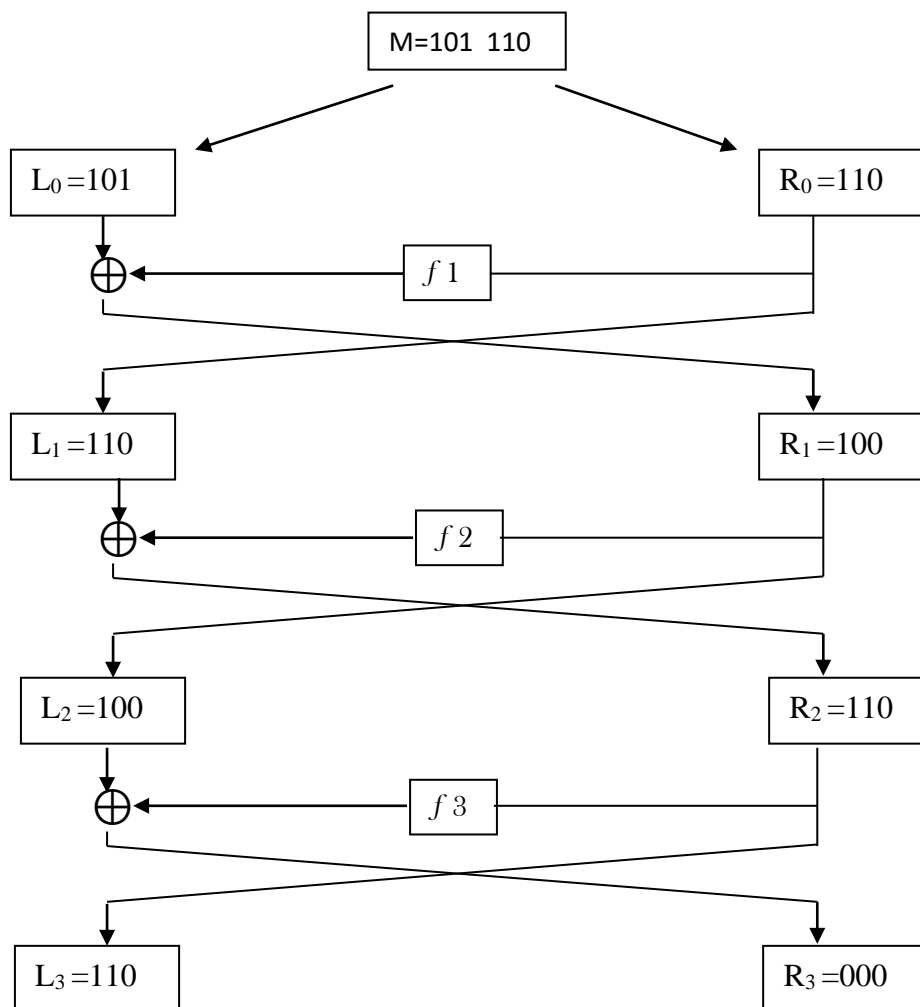 M=101 110
L₀=101
R₀=110
f 1
L₁=110
R₁=100
f 2
L₂=100
R₂=110
f 3
L₃=110
R₃=000